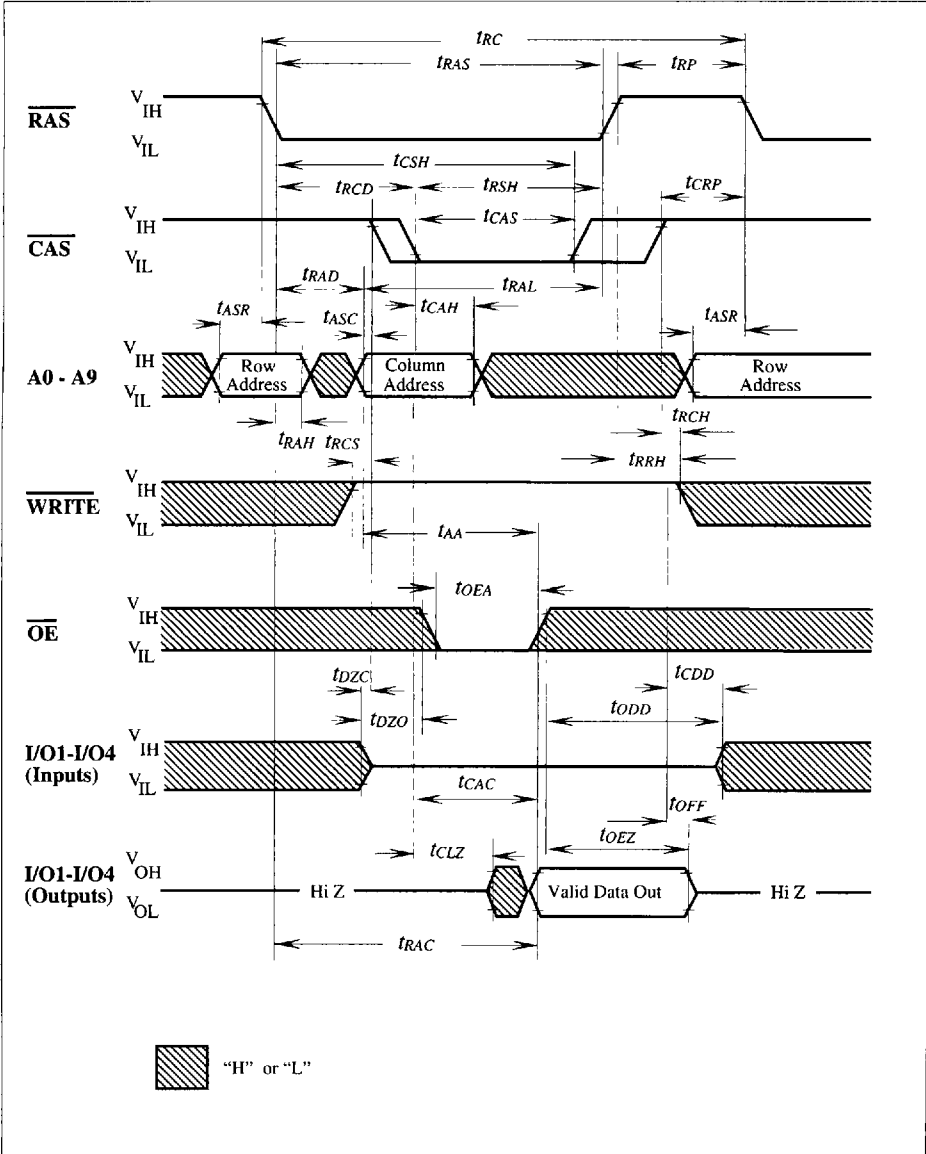 tRC
tRAS
tRP
RAS
VIH
VIL
tCSH
tRCD
tRSH
tCRP
CAS
VIH
VIL
tCAS
tRAD
tRAL
tASR
tASC
tCAH
tASR
A0 - A9
VIH
VIL
Row Address
Column Address
Row Address
tRAH
tRCS
tRCH
tRRH
WRITE
VIH
VIL
tAA
tOEA
OE
VIH
VIL
tDZC
tCDD
tDZO
tODD
I/O1-I/O4
(Inputs)
VIH
VIL
tCAC
tOFF
tCLZ
tOEZ
I/O1-I/O4
(Outputs)
VOH
VOL
Hi Z
Valid Data Out
Hi Z
tRAC
“H” or “L”